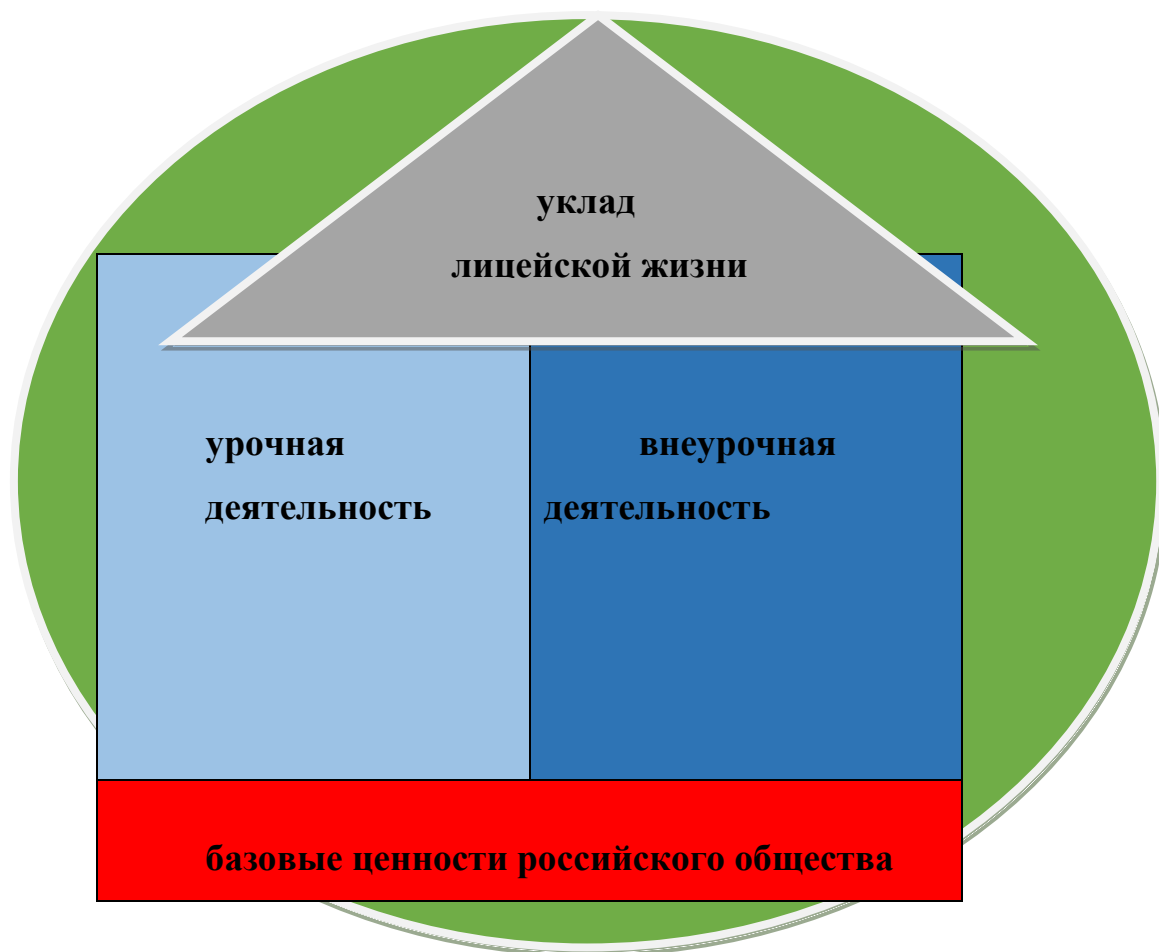 уклад
лицейской жизни
урочная
деятельность
внеурочная
деятельность
базовые ценности российского общества